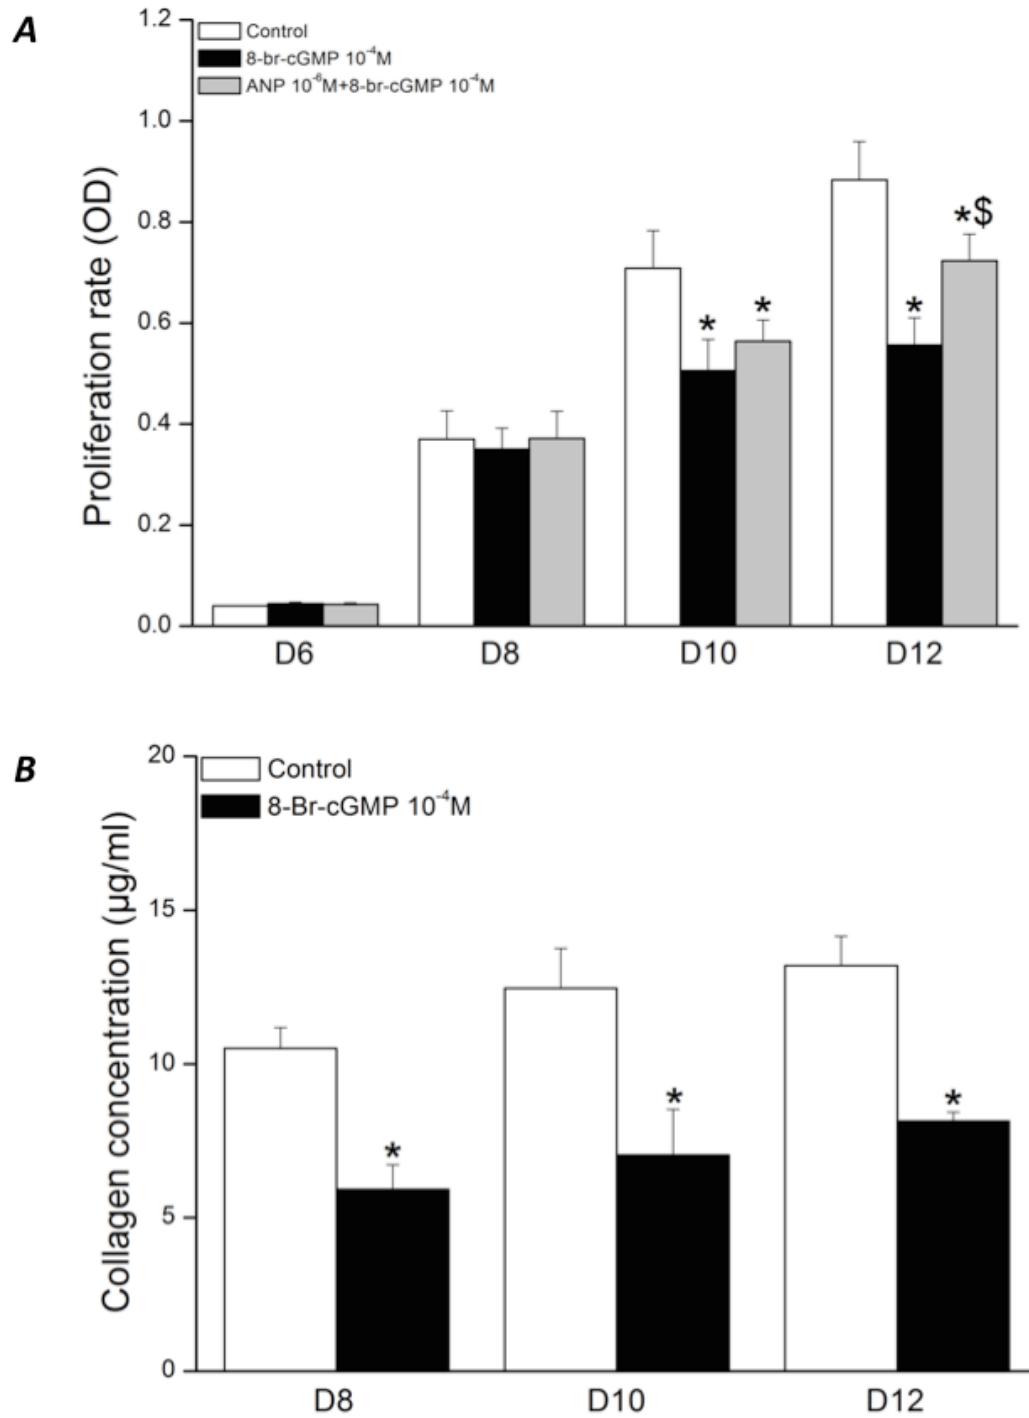 A
1.2
Control
8-br-cGMP 10⁻⁴M
ANP 10⁻⁶M+8-br-cGMP 10⁻⁴M
1.0
0.8
0.6
0.4
0.2
0.0
Proliferation rate (OD)
* *
* *$
D6 D8 D10 D12
B
20
Control
8-Br-cGMP 10⁻⁴M
15
10
5
0
Collagen concentration (µg/ml)
* * *
D8 D10 D12